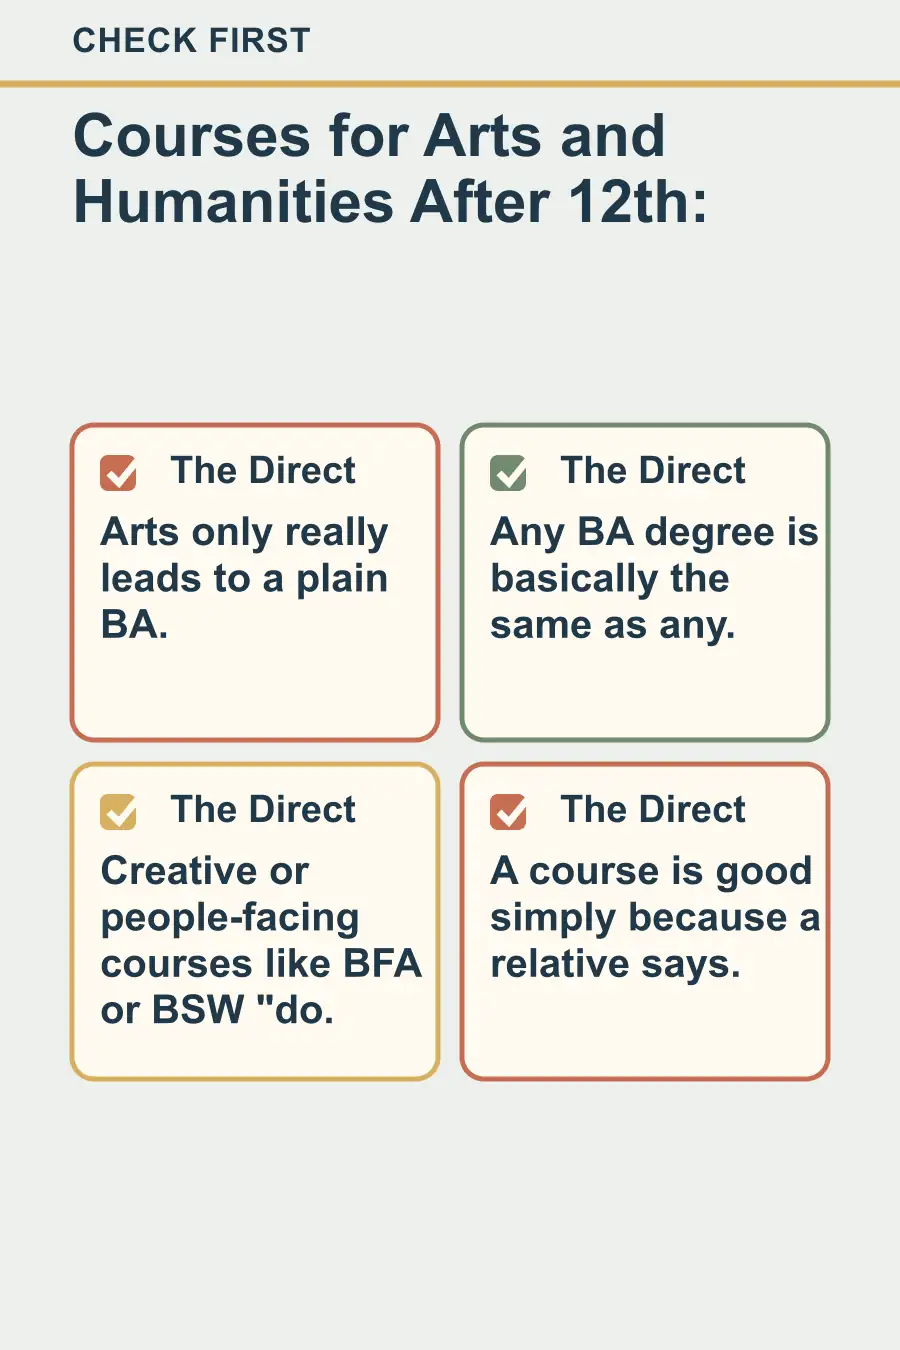 CHECK FIRST
Courses for Arts and
Humanities After 12th:
The Direct
Arts only really
leads to a plain
BA.
The Direct
Any BA degree is
basically the
same as any.
The Direct
Creative or
people-facing
courses like BFA
or BSW "do.
The Direct
A course is good
simply because a
relative says.